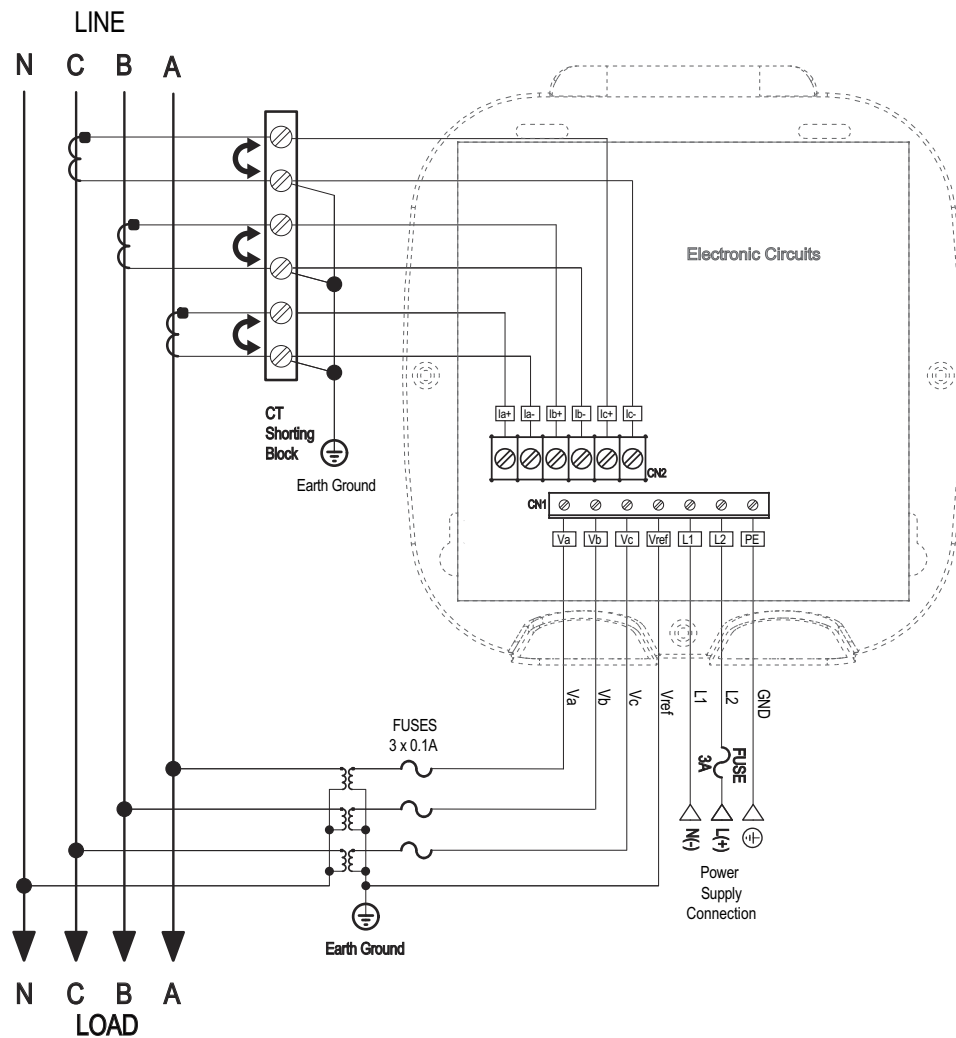 LINE
N C B A
Electronic Circuits
CT
Shorting
Block
Earth Ground
Ia+ Ia- Ib+ Ib- Ic+ Ic-
CN2
CN1
Va Vb Vc Vref L1 L2 PE
Va Vb Vc Vref L1 L2 GND
FUSES
3 x 0.1A
FUSE
3A
N(-) L(+)
Power
Supply
Connection
Earth Ground
N C B A
LOAD